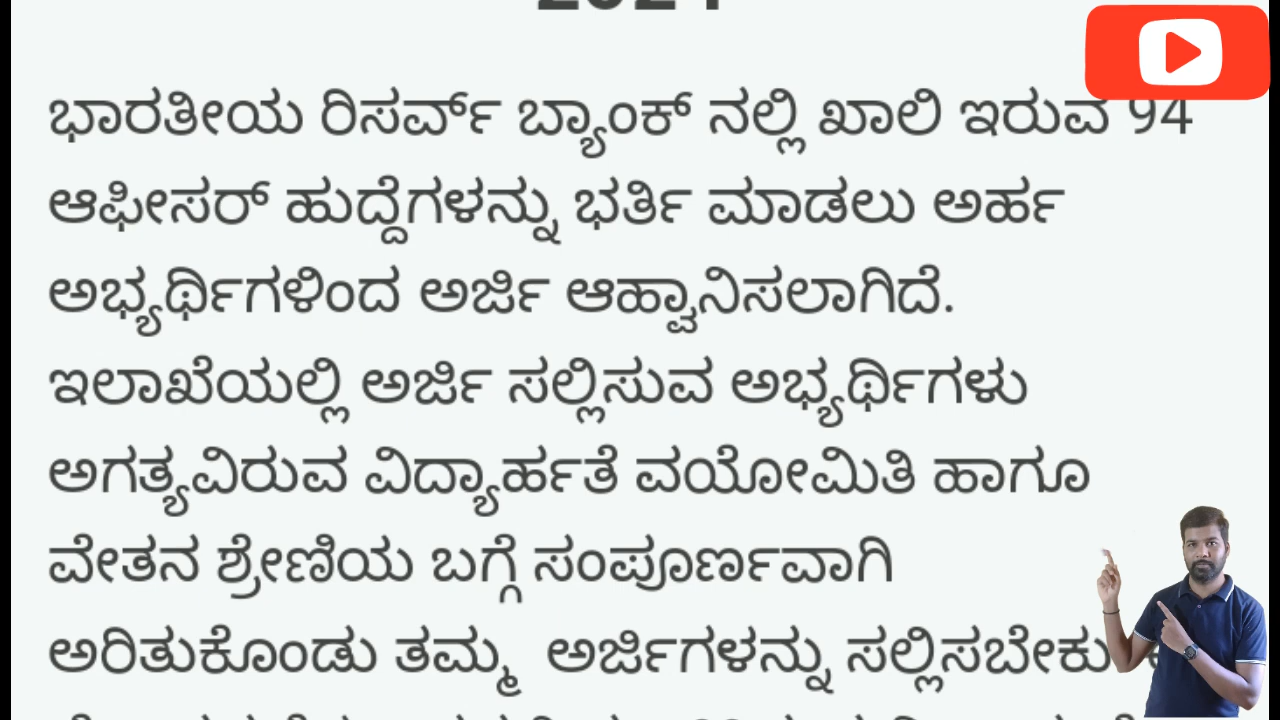 ಭಾರತೀಯ ರಿಸರ್ವ್ ಬ್ಯಾಂಕ್ ನಲ್ಲಿ ಖಾಲಿ ಇರುವ 94
ಆಫೀಸರ್ ಹುದ್ದೆಗಳನ್ನು ಭರ್ತಿ ಮಾಡಲು ಅರ್ಹ
ಅಭ್ಯರ್ಥಿಗಳಿಂದ ಅರ್ಜಿ ಆಹ್ವಾನಿಸಲಾಗಿದೆ.
ಇಲಾಖೆಯಲ್ಲಿ ಅರ್ಜಿ ಸಲ್ಲಿಸುವ ಅಭ್ಯರ್ಥಿಗಳು
ಅಗತ್ಯವಿರುವ ವಿದ್ಯಾರ್ಹತೆ ವಯೋಮಿತಿ ಹಾಗೂ
ವೇತನ ಶ್ರೇಣಿಯ ಬಗ್ಗೆ ಸಂಪೂರ್ಣವಾಗಿ
ಅರಿತುಕೊಂಡು ತಮ್ಮ ಅರ್ಜಿಗಳನ್ನು ಸಲ್ಲಿಸಬೇಕು